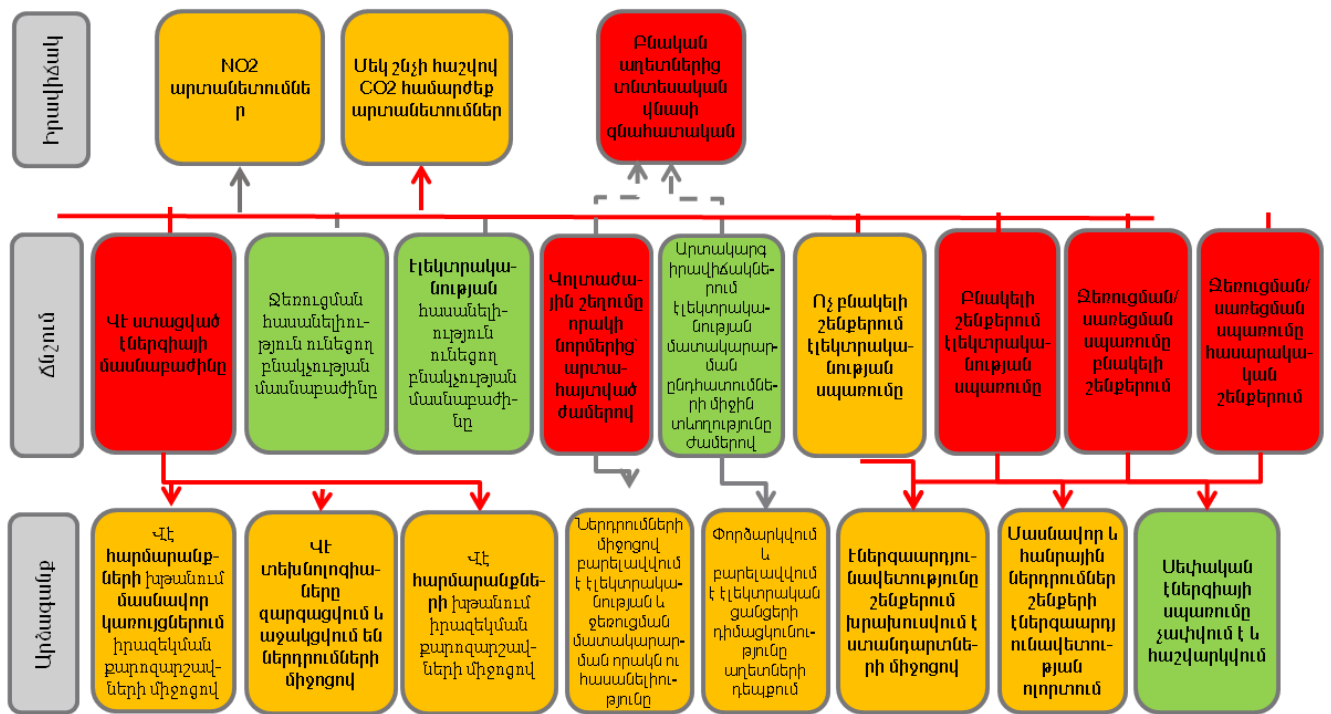 Իրավիճակ
NO2
արտանետումնե
ր
Մեկ շնչի հաշվով
CO2 համարժեք
արտանետումներ
Բնական
աղետներից
տնտեսական
վնասի
գնահատական
Ճնշում
ՎԷ ստացված
էներգիայի
մասնաբաժինը
Ջեռուցման
հասանելիու-
թյուն ունեցող
բնակչության
մասնաբաժինը
Էլեկտրակա-
նության
հասանելի-
ություն
ունեցող
բնակչության
մասնաբաժի-
նը
Վոլտաժա-
յին շեղումը
որակի
նորմերից՝
արտա-
հայտված
ժամերով
Արտակարգ
իրավիճակնե-
րում
էլեկտրակա-
նության
մատակարար-
ման
ընդհատումնե-
րի միջին
տևողությունը
ժամերով
Ոչ բնակելի
շենքերում
էլեկտրակա-
նության
սպառումը
Բնակելի
շենքերում
էլեկտրակա-
նության
սպառումը
Ջեռուցման/
սառեցման
սպառումը
բնակելի
շենքերում
Ջեռուցման/
սառեցման
սպառումը
հասարակա-
կան
շենքերում
Արձագանք
ՎԷ
հարմարանք-
ների խթանում
մասնավոր
կառույցներում
իրազեկման
քարոզարշավ-
ների միջոցով
ՎԷ
տեխնոլոգիա-
ները
զարգացվում և
աջակցվում են
ներդրումների
միջոցով
ՎԷ
հարմարանքնե-
րի խթանում
իրազեկման
քարոզարշավ-
ների միջոցով
Ներդրումների
միջոցով
բարելավվում
է էլեկտրակա-
նության և
ջեռուցման
մատակարար-
ման որակն ու
հասանելիու-
թյունը
Փորձարկվում
և
բարելավվում
է էլեկտրական
ցանցերի
դիմացկունու-
թյունը
աղետների
դեպքում
Էներգաարդյու-
նավետությունը
շենքերում
խրախուսվում է
ստանդարտնե-
րի միջոցով
Մասնավոր և
հանրային
ներդրումներ
շենքերի
էներգաարդյ
ունավետու-
թյան
ոլորտում
Սեփական
էներգիայի
սպառումը
չափվում է և
հաշվարկվում